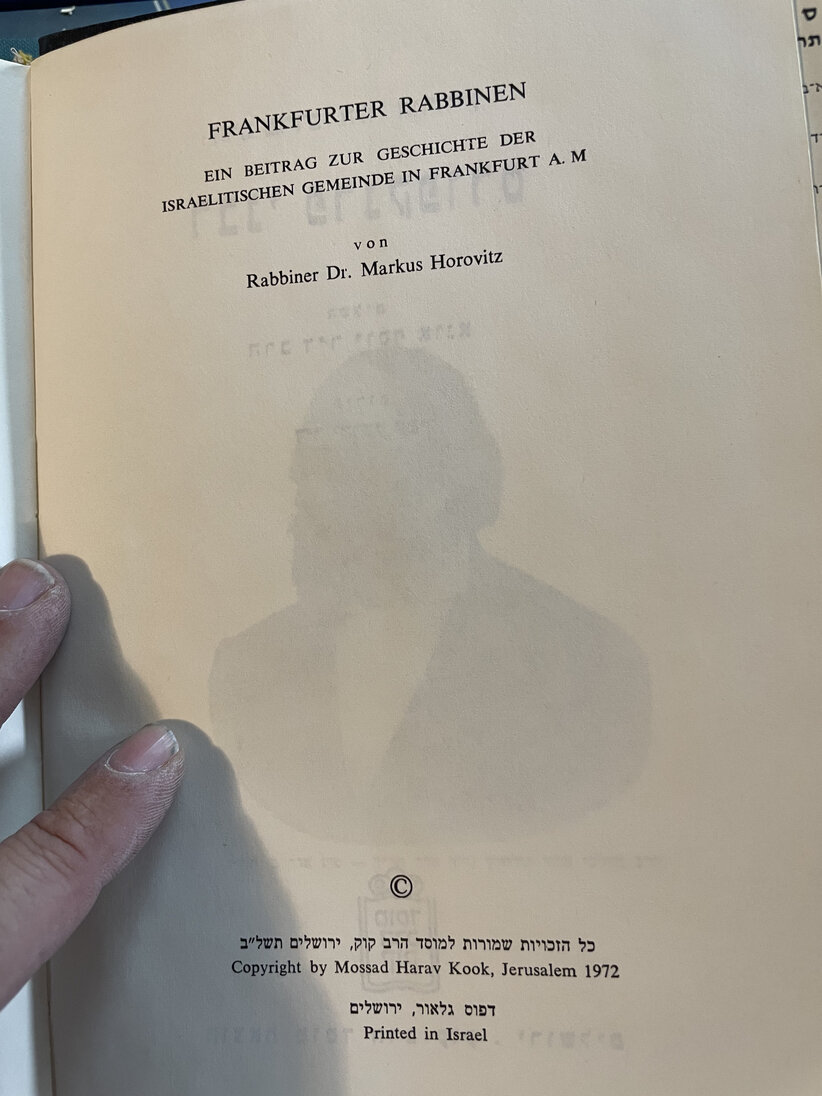 FRANKFURTER RABBINEN
EIN BEITRAG ZUR GESCHICHTE DER
ISRAELITISCHEN GEMEINDE IN FRANKFURT A. M
von
Rabbiner Dr. Markus Horovitz
©
כל הזכויות שמורות למוסד הרב קוק, ירושלים תשל״ב
Copyright by Mossad Harav Kook, Jerusalem 1972
דפוס גלאור, ירושלים
Printed in Israel